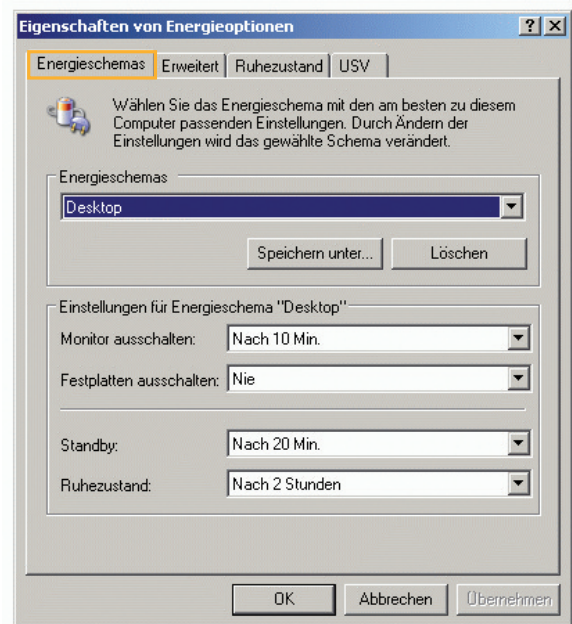 Eigenschaften von Energieoptionen
Energieschemas Erweitert Ruhezustand USV
Wählen Sie das Energieschema mit den am besten zu diesem
Computer passenden Einstellungen. Durch Ändern der
Einstellungen wird das gewählte Schema verändert.
Energieschemas
Desktop
Speichern unter... Löschen
Einstellungen für Energieschema "Desktop"
Monitor ausschalten: Nach 10 Min.
Festplatten ausschalten: Nie
Standby: Nach 20 Min.
Ruhezustand: Nach 2 Stunden
OK Abbrechen Übernehmen